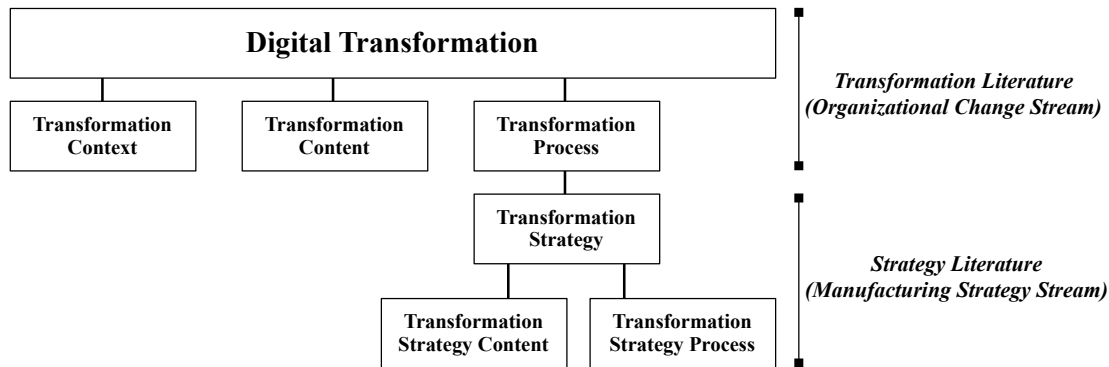 Digital Transformation
Transformation Literature
(Organizational Change Stream)
Transformation
Context
Transformation
Content
Transformation
Process
Transformation
Strategy
Strategy Literature
(Manufacturing Strategy Stream)
Transformation
Strategy Content
Transformation
Strategy Process